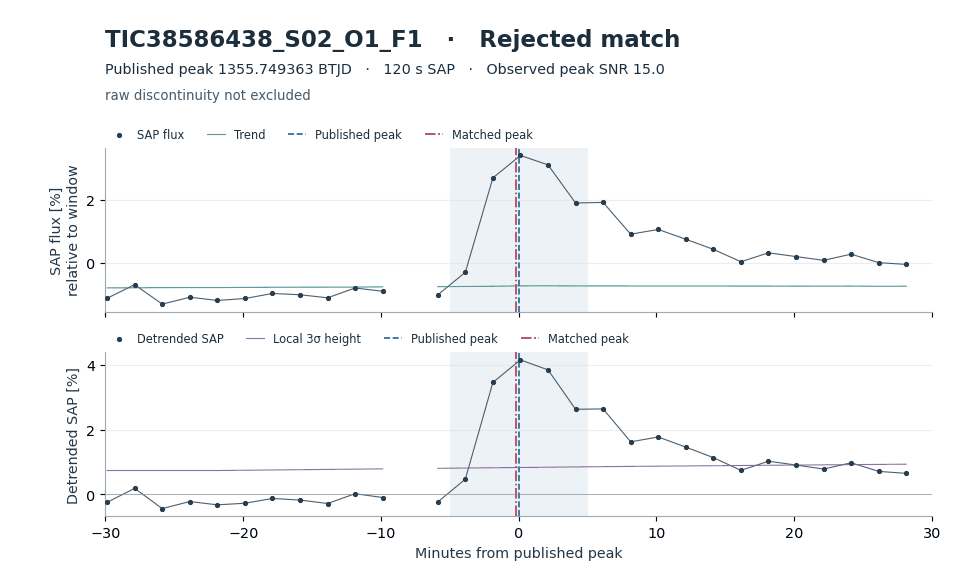 TIC38586438_S02_O1_F1 · Rejected match
Published peak 1355.749363 BTJD · 120 s SAP · Observed peak SNR 15.0
raw discontinuity not excluded
SAP flux Trend Published peak Matched peak
SAP flux [%]
relative to window
2
0
Detrended SAP Local 3σ height Published peak Matched peak
Detrended SAP [%]
4
2
0
−30 −20 −10 0 10 20 30
Minutes from published peak